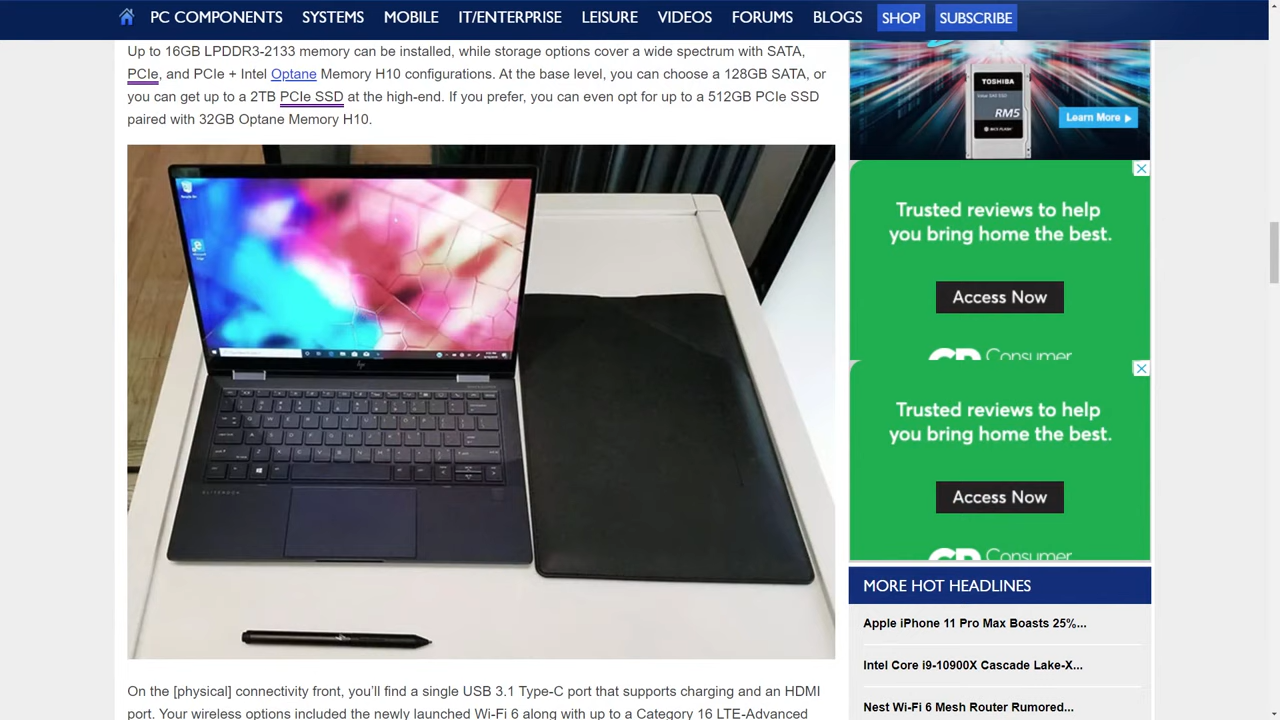 PC COMPONENTS SYSTEMS MOBILE IT/ENTERPRISE LEISURE VIDEOS FORUMS BLOGS SHOP SUBSCRIBE
Up to 16GB LPDDR3-2133 memory can be installed, while storage options cover a wide spectrum with SATA,
PCIe, and PCIe + Intel Optane Memory H10 configurations. At the base level, you can choose a 128GB SATA, or
you can get up to a 2TB PCIe SSD at the high-end. If you prefer, you can even opt for up to a 512GB PCIe SSD
paired with 32GB Optane Memory H10.
hp
ELITEBOOK
On the [physical] connectivity front, you’ll find a single USB 3.1 Type-C port that supports charging and an HDMI
port. Your wireless options included the newly launched Wi-Fi 6 along with up to a Category 16 LTE-Advanced
TOSHIBA
RM5
Learn More
Trusted reviews to help
you bring home the best.
Access Now
CR Consumer
Trusted reviews to help
you bring home the best.
Access Now
CR Consumer
MORE HOT HEADLINES
Apple iPhone 11 Pro Max Boasts 25%...
Intel Core i9-10900X Cascade Lake-X...
Nest Wi-Fi 6 Mesh Router Rumored...